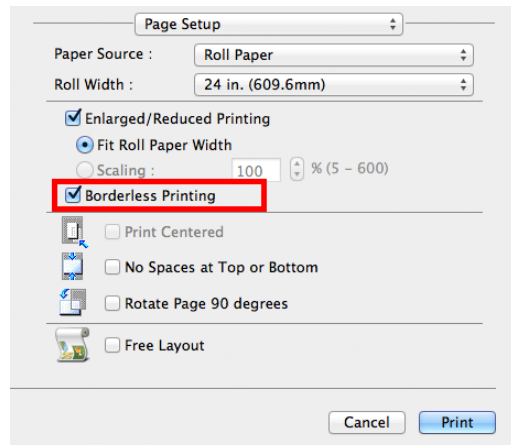 Page Setup
Paper Source : Roll Paper
Roll Width : 24 in. (609.6mm)
Enlarged/Reduced Printing
Fit Roll Paper Width
Scaling : 100 % (5 – 600)
Borderless Printing
Print Centered
No Spaces at Top or Bottom
Rotate Page 90 degrees
Free Layout
Cancel Print